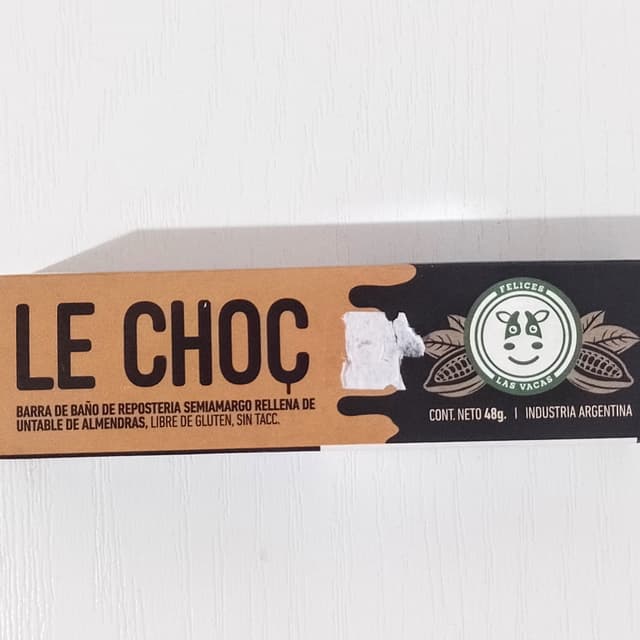 LE CHOÇ
BARRA DE BAÑO DE REPOSTERIA SEMIAMARGO RELLENA DE
UNTABLE DE ALMENDRAS, LIBRE DE GLUTEN, SIN TACC.
FELICES
LAS VACAS
CONT. NETO 48g. | INDUSTRIA ARGENTINA